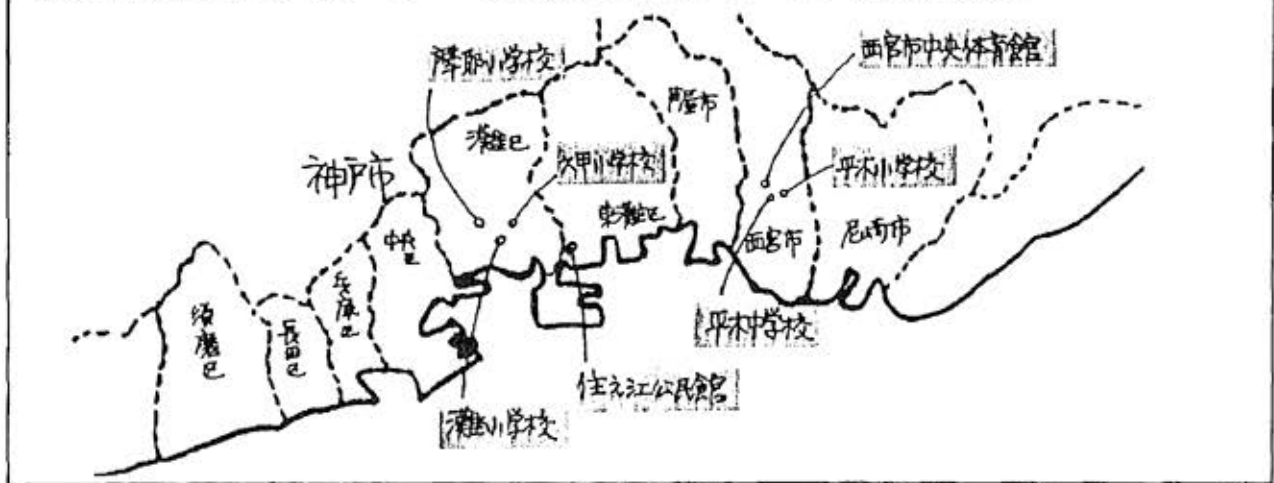 西宮市中央体育館
摩耶小学校
芦屋市
灘区
六甲小学校
平木小学校
神戸市
東灘区
中央区
西宮市
尼崎市
兵庫区
須磨区
長田区
平木中学校
住之江公民館
灘小学校